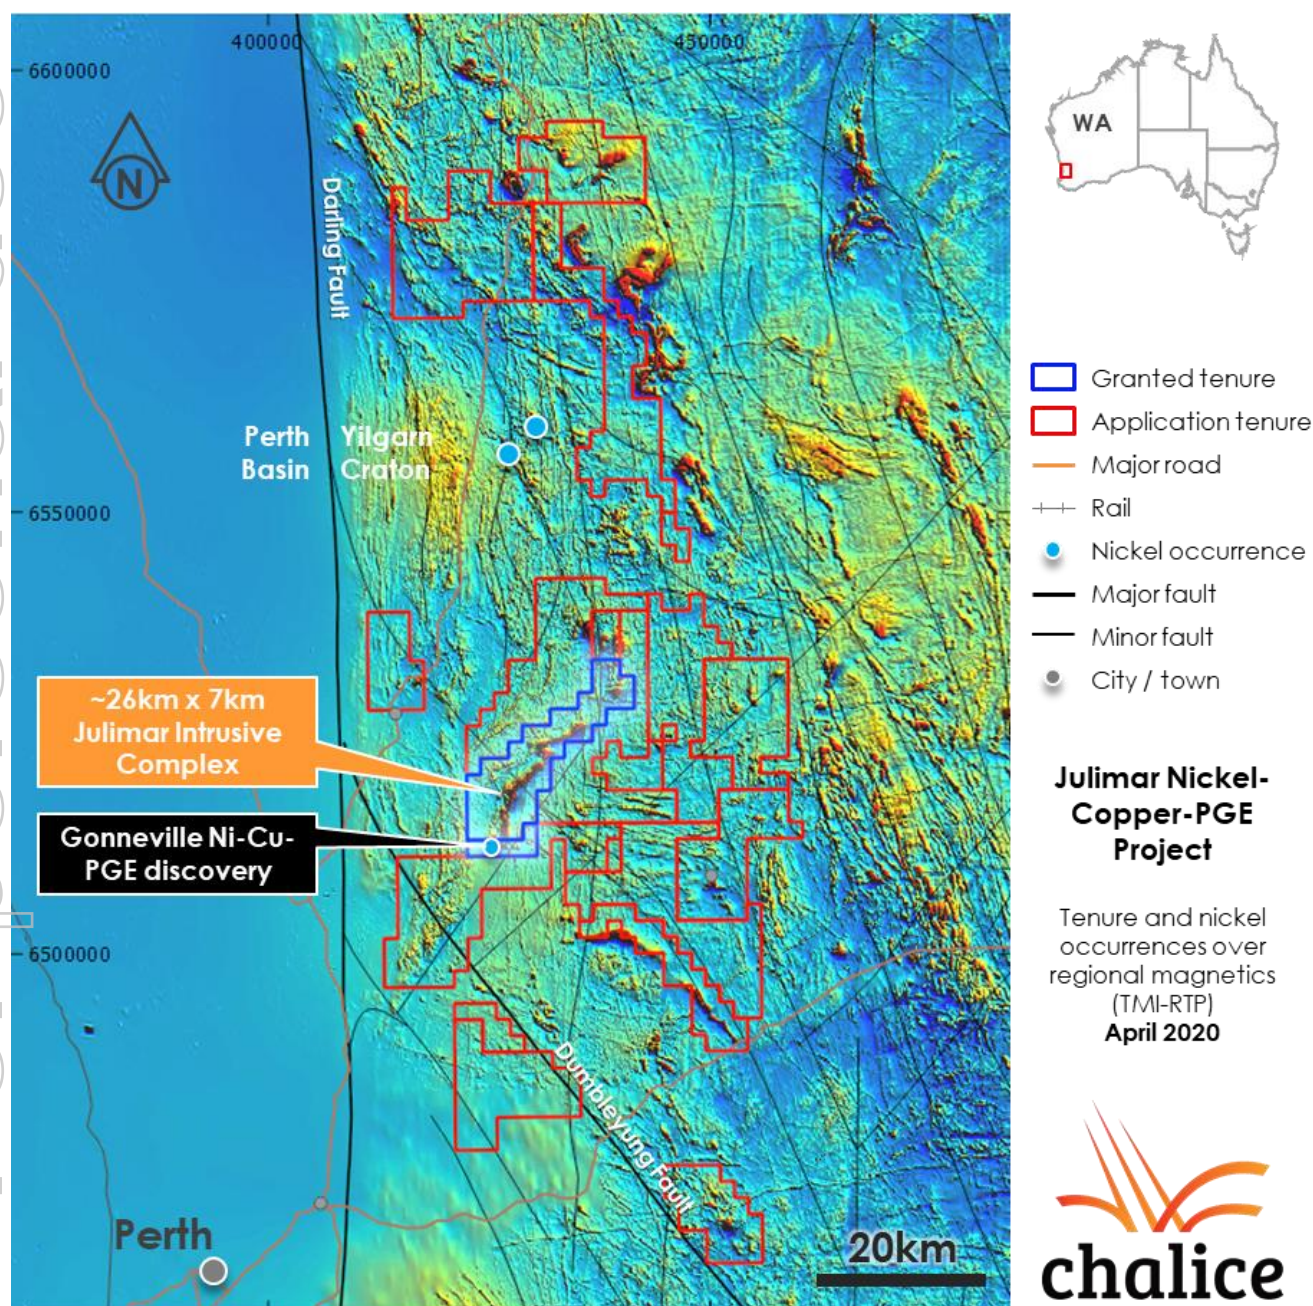 400000
450000
6600000
6550000
6500000
N
Darling Fault
Perth
Basin
Yilgarn
Craton
~26km x 7km
Julimar Intrusive
Complex
Gonneville Ni-Cu-
PGE discovery
Dumbleyung Fault
Perth
20km
WA
Granted tenure
Application tenure
Major road
Rail
Nickel occurrence
Major fault
Minor fault
City / town
Julimar Nickel-
Copper-PGE
Project
Tenure and nickel
occurrences over
regional magnetics
(TMI-RTP)
April 2020
chalice